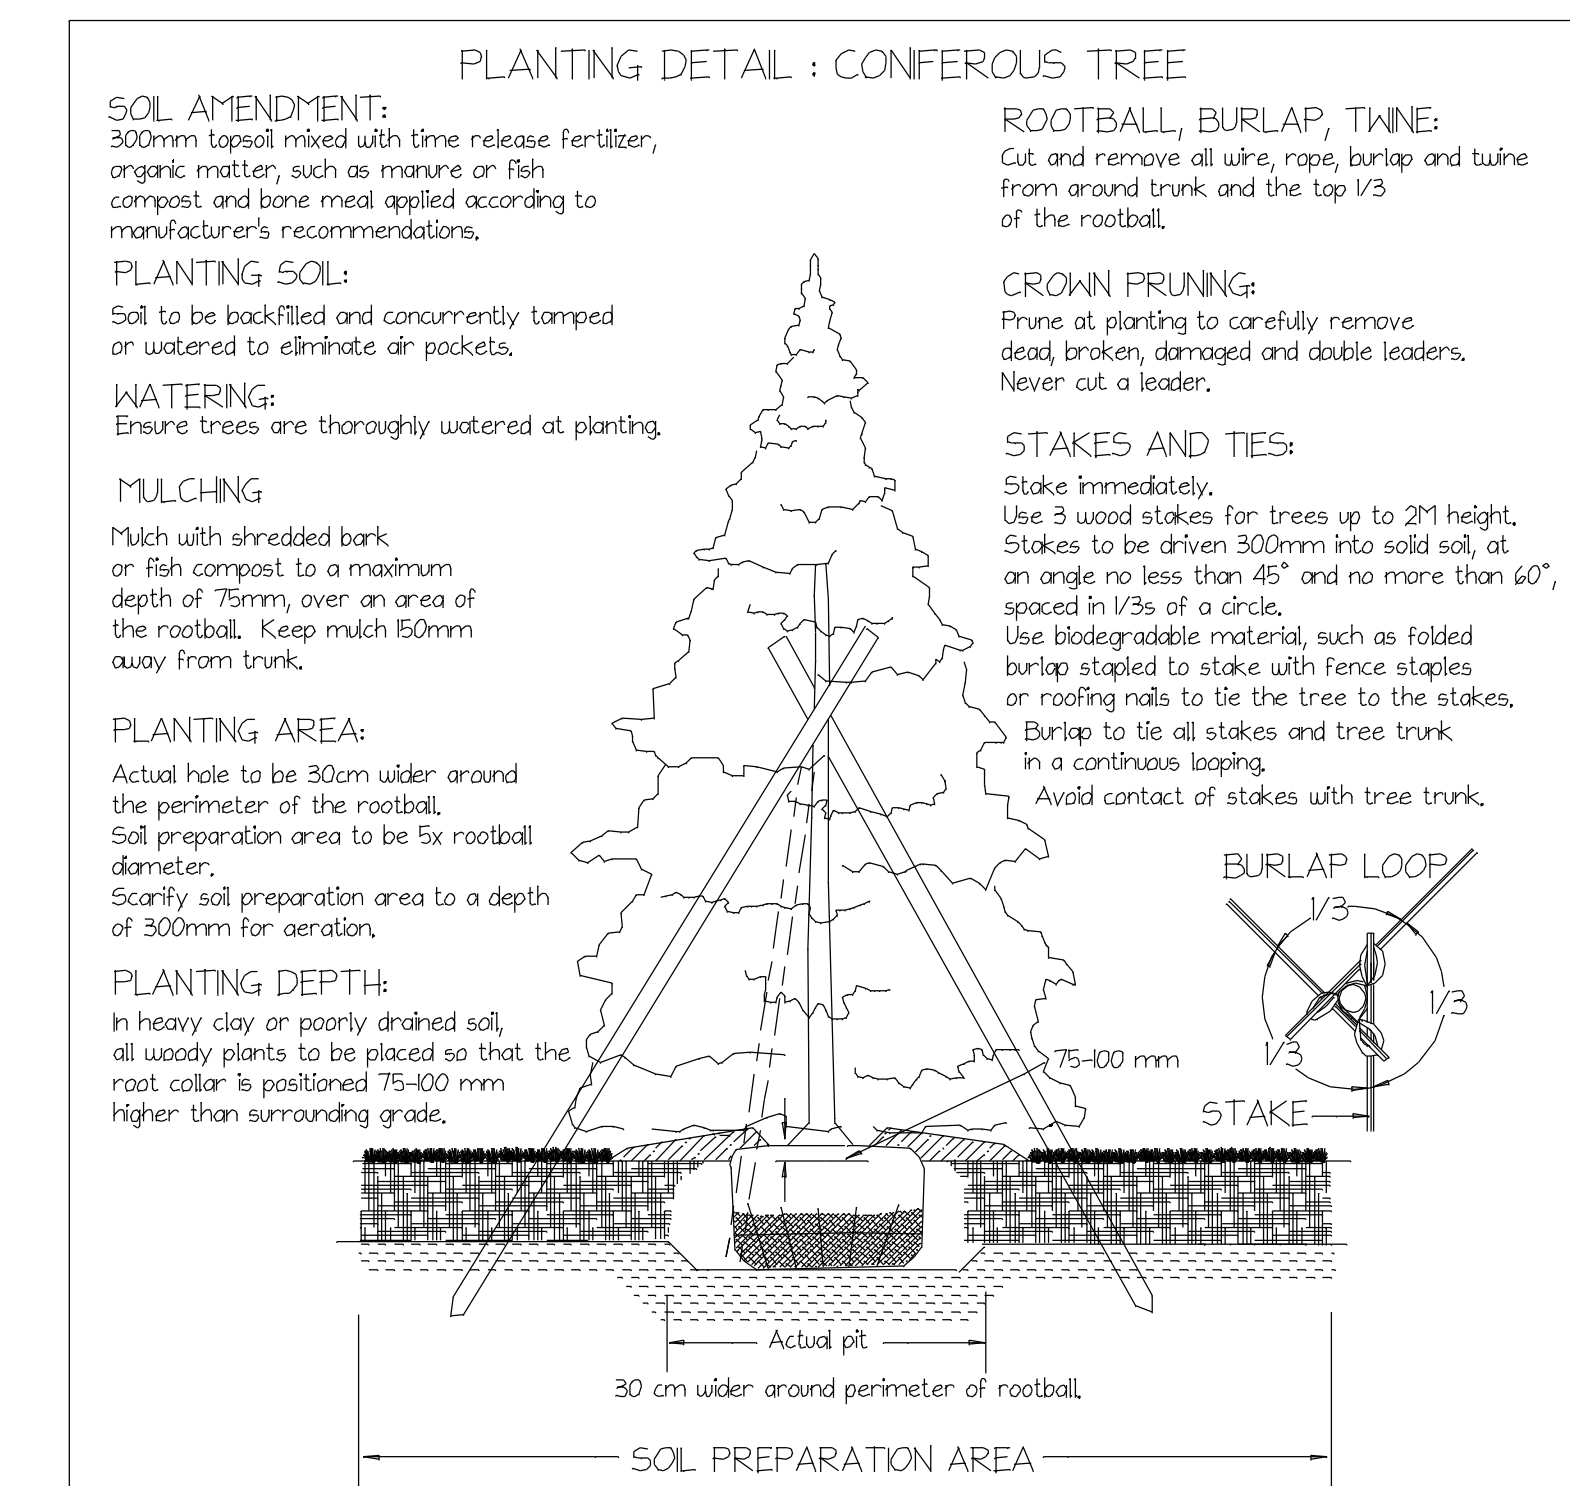 PLANTING DETAIL : CONIFEROUS TREE
SOIL AMENDMENT:
300mm topsoil mixed with time release fertilizer,
organic matter, such as manure or fish
compost and bone meal applied according to
manufacturer's recommendations.
PLANTING SOIL:
Soil to be backfilled and concurrently tamped
or watered to eliminate air pockets.
WATERING:
Ensure trees are thoroughly watered at planting.
MULCHING
Mulch with shredded bark
or fish compost to a maximum
depth of 75mm, over an area of
the rootball. Keep mulch 150mm
away from trunk.
PLANTING AREA:
Actual hole to be 30cm wider around
the perimeter of the rootball.
Soil preparation area to be 5x rootball
diameter.
Scarify soil preparation area to a depth
of 300mm for aeration.
PLANTING DEPTH:
In heavy clay or poorly drained soil,
all woody plants to be placed so that the
root collar is positioned 75-100 mm
higher than surrounding grade.
ROOTBALL, BURLAP, TWINE:
Cut and remove all wire, rope, burlap and twine
from around trunk and the top 1/3
of the rootball.
CROWN PRUNING:
Prune at planting to carefully remove
dead, broken, damaged and double leaders.
Never cut a leader.
STAKES AND TIES:
Stake immediately.
Use 3 wood stakes for trees up to 2M height.
Stakes to be driven 300mm into solid soil, at
an angle no less than 45° and no more than 60°,
spaced in 1/3s of a circle.
Use biodegradable material, such as folded
burlap stapled to stake with fence staples
or roofing nails to tie the tree to the stakes.
Burlap to tie all stakes and tree trunk
in a continuous looping.
Avoid contact of stakes with tree trunk.
BURLAP LOOP
1/3
1/3
1/3
STAKE
75-100 mm
Actual pit
30 cm wider around perimeter of rootball.
SOIL PREPARATION AREA